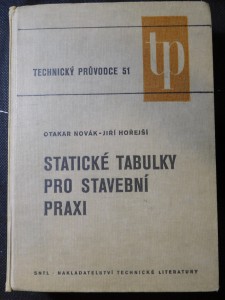 TECHNICKÝ PRŮVODCE 51
tp
OTAKAR NOVÁK - JIŘÍ HOŘEJŠÍ
STATICKÉ TABULKY
PRO STAVEBNÍ
PRAXI
SNTL - NAKLADATELSTVÍ TECHNICKÉ LITERATURY